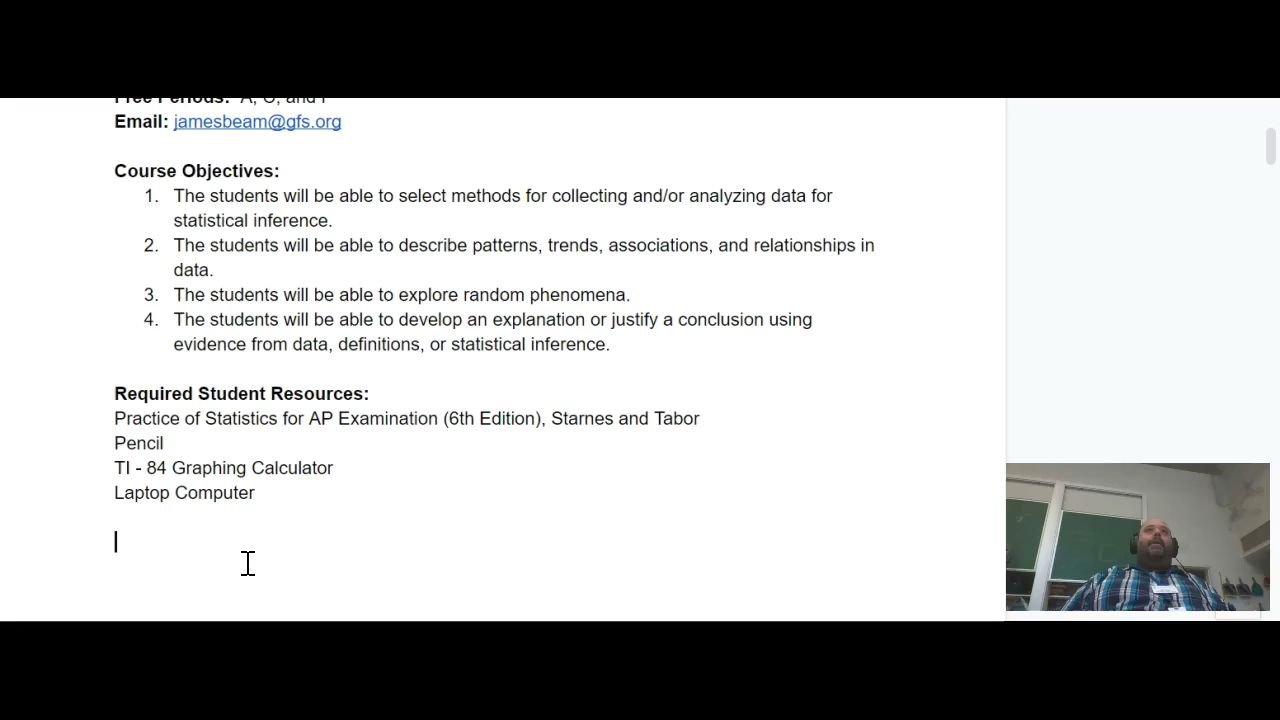 Free Periods: A, C, and F
Email: jamesbeam@gfs.org
Course Objectives:
1. The students will be able to select methods for collecting and/or analyzing data for
statistical inference.
2. The students will be able to describe patterns, trends, associations, and relationships in
data.
3. The students will be able to explore random phenomena.
4. The students will be able to develop an explanation or justify a conclusion using
evidence from data, definitions, or statistical inference.
Required Student Resources:
Practice of Statistics for AP Examination (6th Edition), Starnes and Tabor
Pencil
TI - 84 Graphing Calculator
Laptop Computer